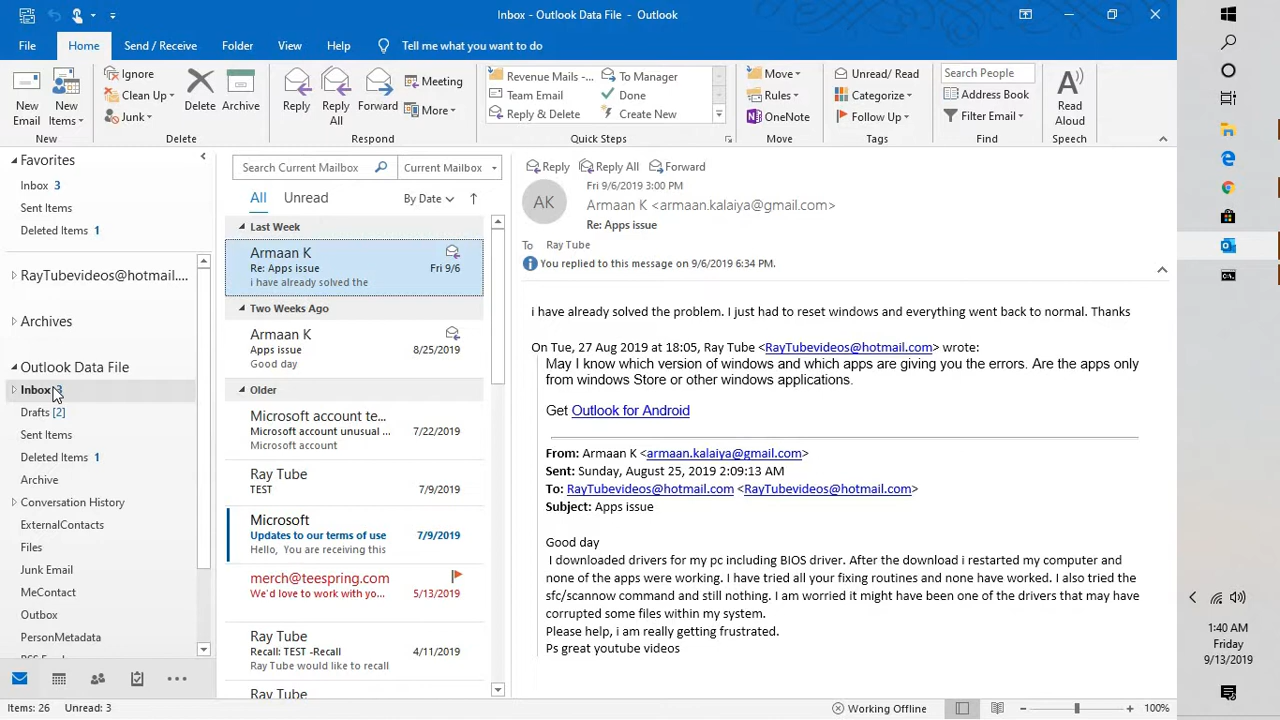 Inbox - Outlook Data File - Outlook
File Home Send / Receive Folder View Help Tell me what you want to do
New Email
New Items
New
Ignore
Clean Up
Junk
Delete
Archive
Delete
Reply
Reply All
Forward
Meeting
More
Respond
Revenue Mails -...
Team Email
Reply & Delete
To Manager
Done
Create New
Quick Steps
Move
Rules
OneNote
Move
Unread/ Read
Categorize
Follow Up
Tags
Search People
Address Book
Filter Email
Find
Read Aloud
Speech
Favorites
Inbox 3
Sent Items
Deleted Items 1
RayTubevideos@hotmail....
Archives
Outlook Data File
Inbox 3
Drafts [2]
Sent Items
Deleted Items 1
Archive
Conversation History
ExternalContacts
Files
Junk Email
MeContact
Outbox
PersonMetadata
Search Current Mailbox Current Mailbox
All Unread By Date
Last Week
Armaan K
Re: Apps issue Fri 9/6
i have already solved the
Two Weeks Ago
Armaan K
Apps issue 8/25/2019
Good day
Older
Microsoft account te...
Microsoft account unusual ... 7/22/2019
Microsoft account
Ray Tube
TEST 7/9/2019
Microsoft
Updates to our terms of use 7/9/2019
Hello, You are receiving this
merch@teespring.com
We'd love to work with yo... 5/13/2019
Ray Tube
Recall: TEST -Recall 4/11/2019
Ray Tube would like to recall
Ray Tube
Reply Reply All Forward
Fri 9/6/2019 3:00 PM
AK
Armaan K <armaan.kalaiya@gmail.com>
Re: Apps issue
To Ray Tube
You replied to this message on 9/6/2019 6:34 PM.
i have already solved the problem. I just had to reset windows and everything went back to normal. Thanks
On Tue, 27 Aug 2019 at 18:05, Ray Tube <RayTubevideos@hotmail.com> wrote:
May I know which version of windows and which apps are giving you the errors. Are the apps only
from windows Store or other windows applications.
Get Outlook for Android
From: Armaan K <armaan.kalaiya@gmail.com>
Sent: Sunday, August 25, 2019 2:09:13 AM
To: RayTubevideos@hotmail.com <RayTubevideos@hotmail.com>
Subject: Apps issue
Good day
I downloaded drivers for my pc including BIOS driver. After the download i restarted my computer and
none of the apps were working. I have tried all your fixing routines and none have worked. I also tried the
sfc/scannow command and still nothing. I am worried it might have been one of the drivers that may have
corrupted some files within my system.
Please help, i am really getting frustrated.
Ps great youtube videos
Items: 26 Unread: 3
Working Offline
100%
1:40 AM
Friday
9/13/2019